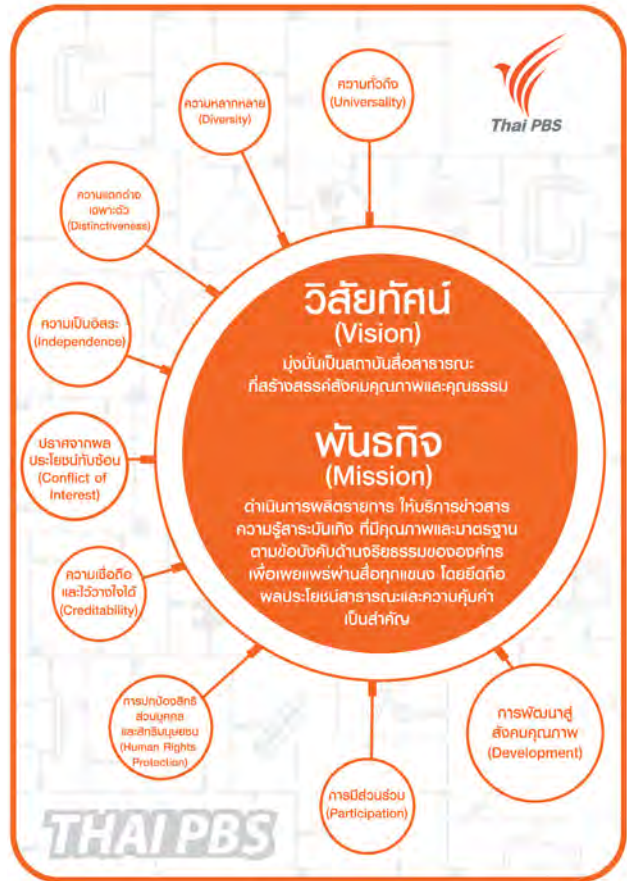 ความทั่วถึง
(Universality)
Thai PBS
ความหลากหลาย
(Diversity)
ความแตกต่าง
เฉพาะตัว
(Distinctiveness)
ความเป็นอิสระ
(Independence)
ปราศจากผล
ประโยชน์ทับซ้อน
(Conflict of
Interest)
ความเชื่อถือ
และไว้วางใจได้
(Creditability)
การปกป้องสิทธิ
ส่วนบุคคล
และสิทธิมนุษยชน
(Human Rights
Protection)
การมีส่วนร่วม
(Participation)
การพัฒนาสู่
สังคมคุณภาพ
(Development)
วิสัยทัศน์
(Vision)
มุ่งมั่นเป็นสถาบันสื่อสาธารณะ
ที่สร้างสรรค์สังคมคุณภาพและคุณธรรม
พันธกิจ
(Mission)
ดำเนินการผลิตรายการ ให้บริการข่าวสาร
ความรู้สาระบันเทิง ที่มีคุณภาพและมาตรฐาน
ตามข้อบังคับด้านจริยธรรมขององค์กร
เพื่อเผยแพร่ผ่านสื่อทุกแขนง โดยยึดถือ
ผลประโยชน์สาธารณะและความคุ้มค่า
เป็นสำคัญ
THAI PBS